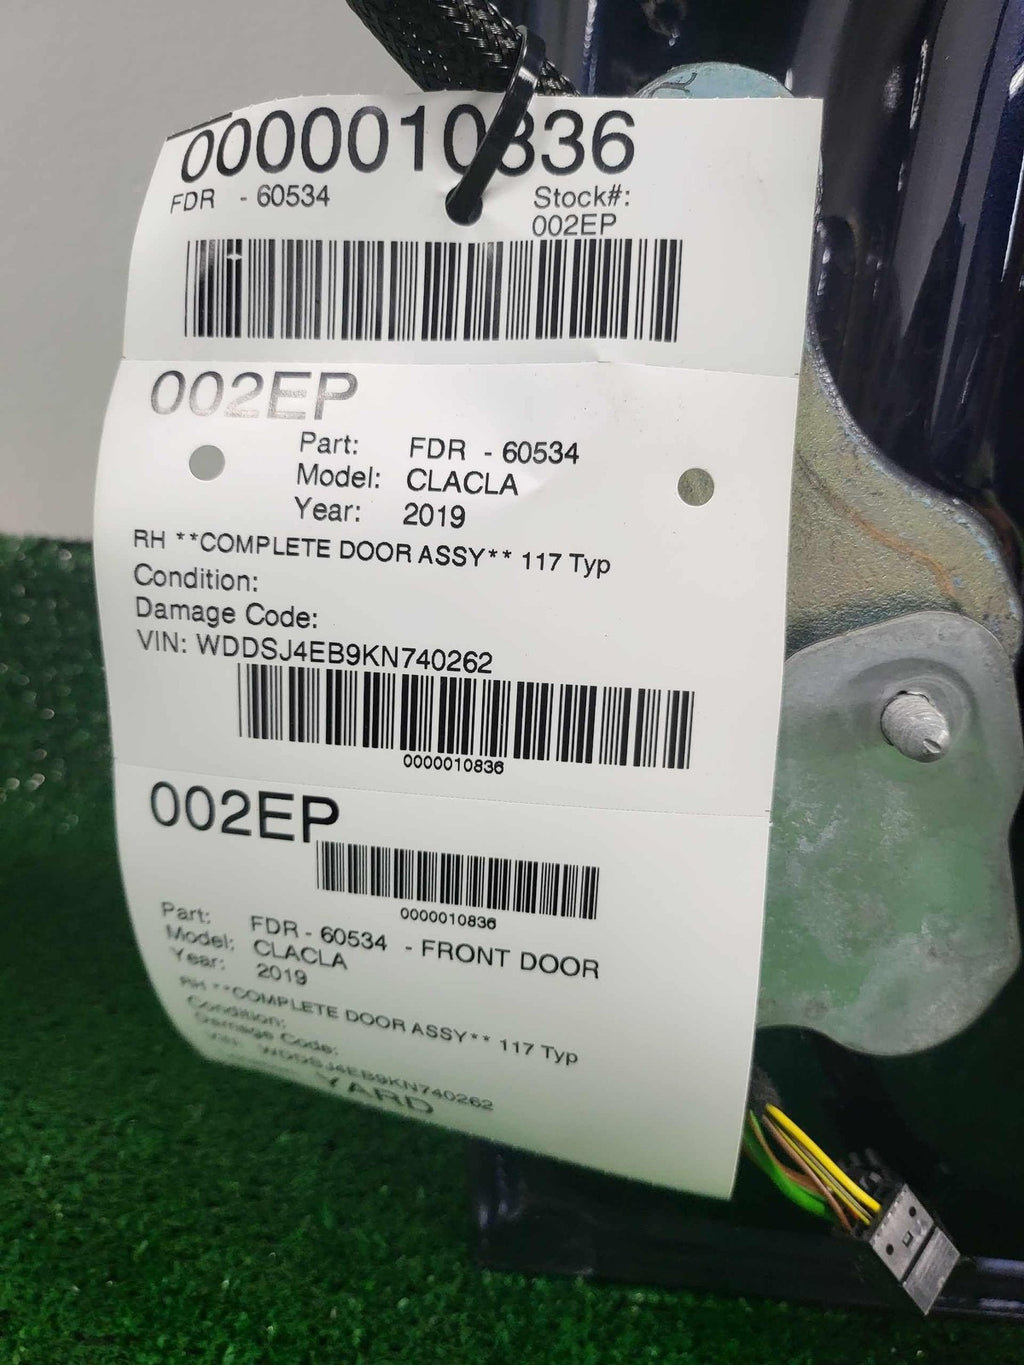 0000010836
FDR - 60534
Stock#:
002EP
002EP
Part: FDR - 60534
Model: CLACLA
Year: 2019
RH **COMPLETE DOOR ASSY** 117 Typ
Condition:
Damage Code:
VIN: WDDSJ4EB9KN740262
0000010836
002EP
0000010836
Part: FDR - 60534 - FRONT DOOR
Model: CLACLA
Year: 2019
RH **COMPLETE DOOR ASSY** 117 Typ
Condition:
Damage Code:
VIN: WDDSJ4EB9KN740262
YARD